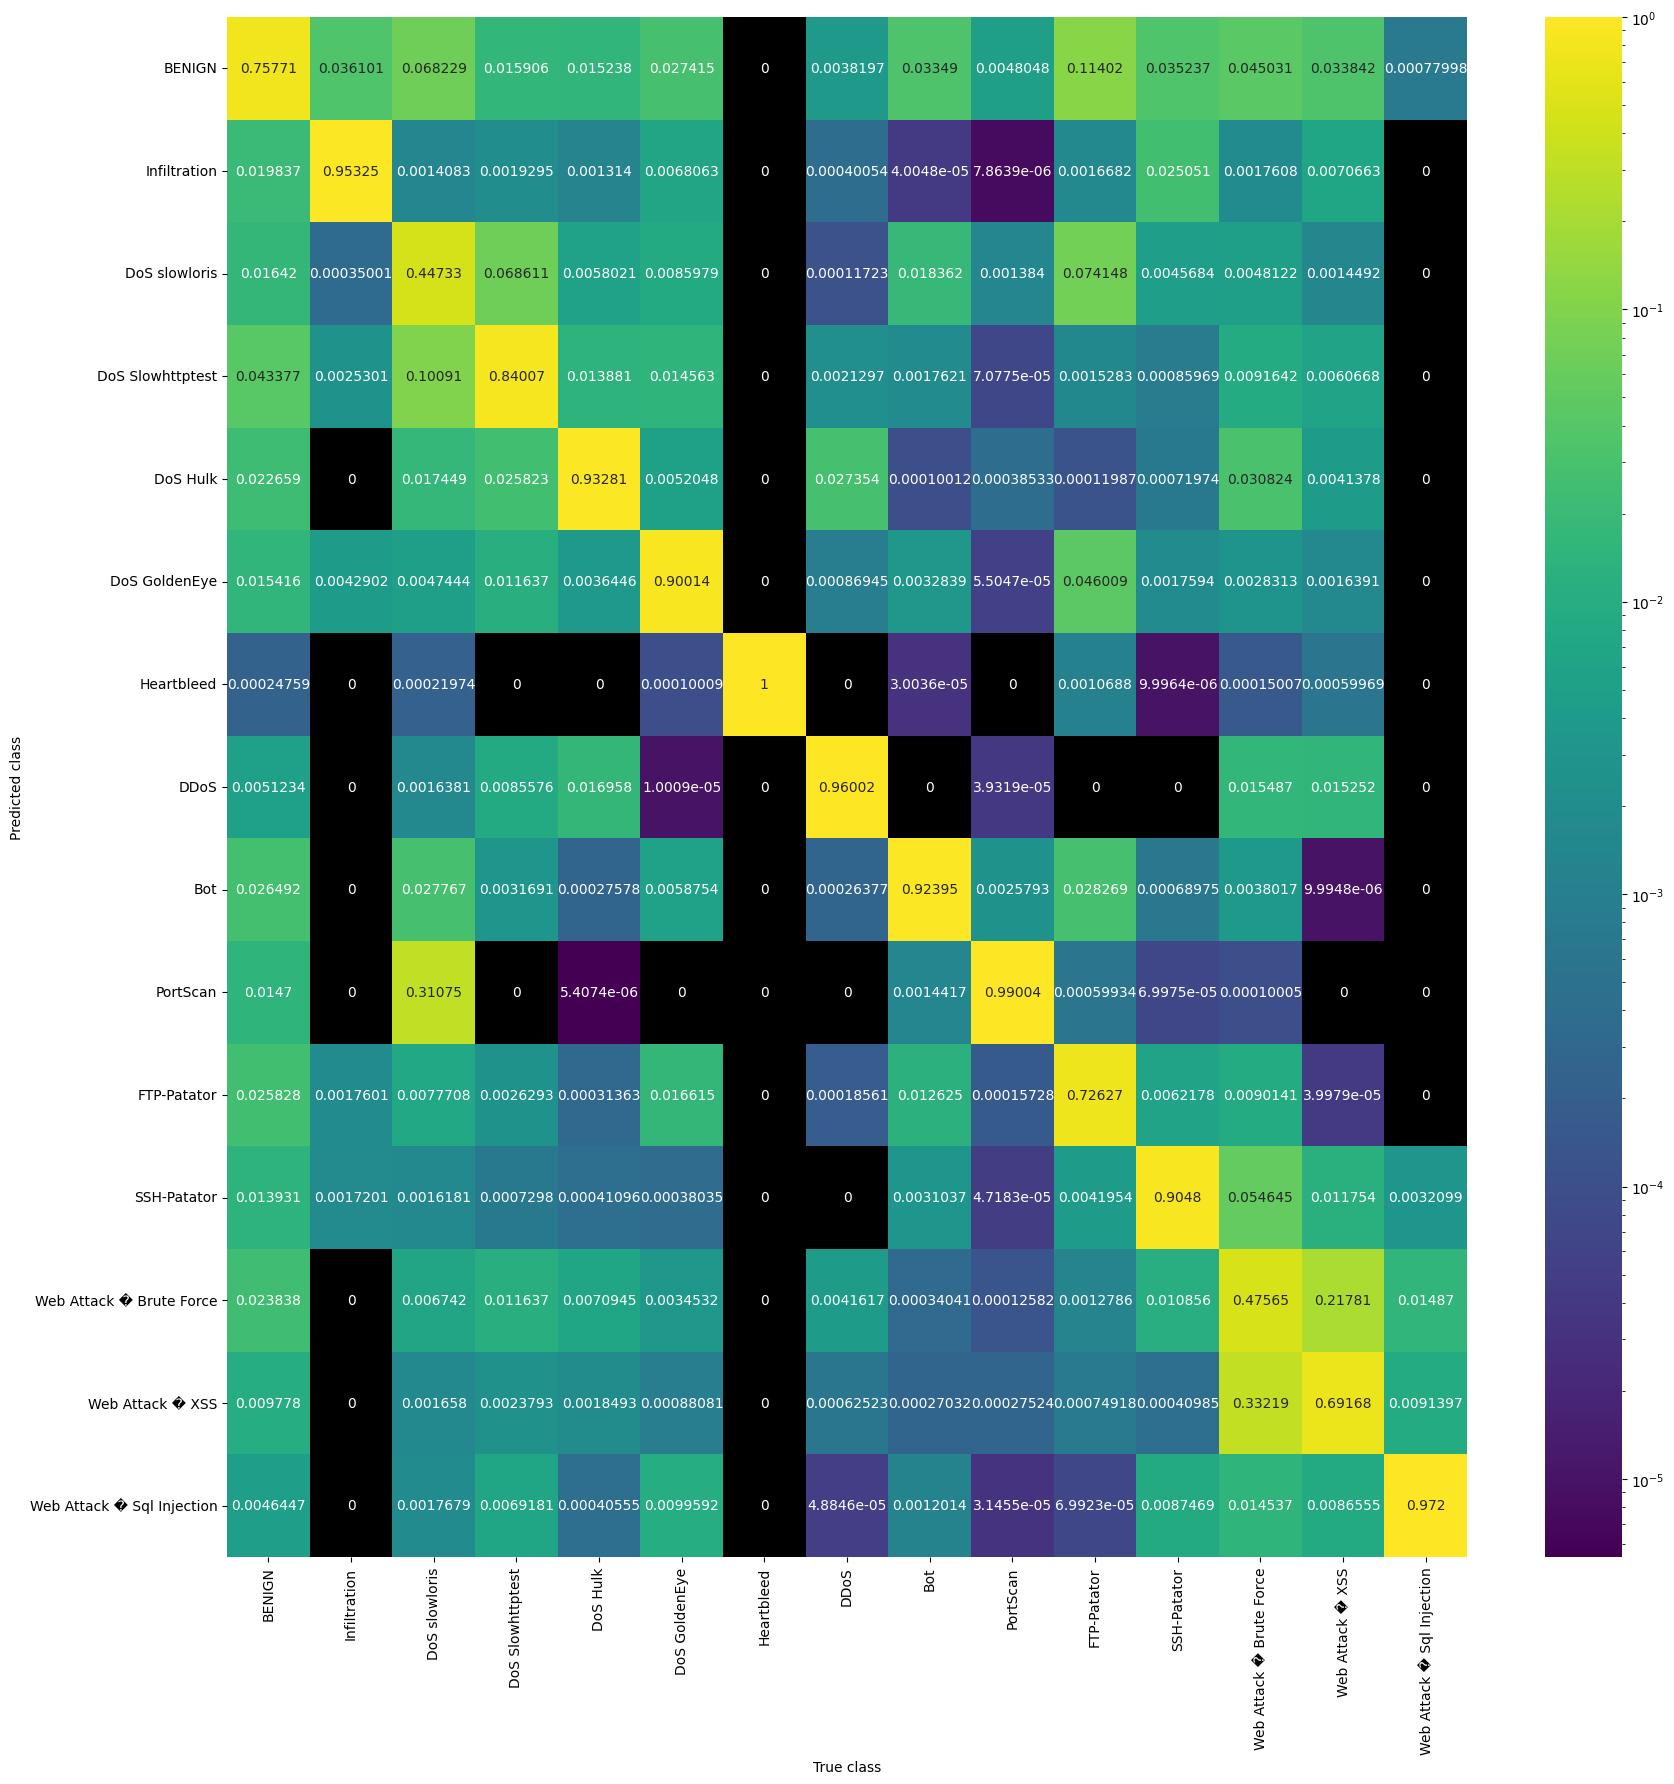 BENIGN 0.75771 0.036101 0.068229 0.015906 0.015238 0.027415 0 0.0038197 0.03349 0.0048048 0.11402 0.035237 0.045031 0.033842 0.00077998
Infiltration 0.019837 0.95325 0.0014083 0.0019295 0.001314 0.0068063 0 0.00040054 4.0048e-05 7.8639e-06 0.0016682 0.025051 0.0017608 0.0070663 0
DoS slowloris 0.01642 0.00035001 0.44733 0.068611 0.0058021 0.0085979 0 0.00011723 0.018362 0.001384 0.074148 0.0045684 0.0048122 0.0014492 0
DoS Slowhttptest 0.043377 0.0025301 0.10091 0.84007 0.013881 0.014563 0 0.0021297 0.0017621 7.0775e-05 0.0015283 0.00085969 0.0091642 0.0060668 0
DoS Hulk 0.022659 0 0.017449 0.025823 0.93281 0.0052048 0 0.027354 0.00010012 0.00038533 0.00011987 0.00071974 0.030824 0.0041378 0
DoS GoldenEye 0.015416 0.0042902 0.0047444 0.011637 0.0036446 0.90014 0 0.00086945 0.0032839 5.5047e-05 0.046009 0.0017594 0.0028313 0.0016391 0
Heartbleed 0.00024759 0 0.00021974 0 0 0.00010009 1 0 3.0036e-05 0 0.0010688 9.9964e-06 0.00015007 0.00059969 0
DDoS 0.0051234 0 0.0016381 0.0085576 0.016958 1.0009e-05 0 0.96002 0 3.9319e-05 0 0 0.015487 0.015252 0
Bot 0.026492 0 0.027767 0.0031691 0.00027578 0.0058754 0 0.00026377 0.92395 0.0025793 0.028269 0.00068975 0.0038017 9.9948e-06 0
PortScan 0.0147 0 0.31075 0 5.4074e-06 0 0 0 0.0014417 0.99004 0.00059934 6.9975e-05 0.00010005 0 0
FTP-Patator 0.025828 0.0017601 0.0077708 0.0026293 0.00031363 0.016615 0 0.00018561 0.012625 0.00015728 0.72627 0.0062178 0.0090141 3.9979e-05 0
SSH-Patator 0.013931 0.0017201 0.0016181 0.0007298 0.00041096 0.00038035 0 0 0.0031037 4.7183e-05 0.0041954 0.9048 0.054645 0.011754 0.0032099
Web Attack � Brute Force 0.023838 0 0.006742 0.011637 0.0070945 0.0034532 0 0.0041617 0.00034041 0.00012582 0.0012786 0.010856 0.47565 0.21781 0.01487
Web Attack � XSS 0.009778 0 0.001658 0.0023793 0.0018493 0.00088081 0 0.00062523 0.00027032 0.00027524 0.00074918 0.00040985 0.33219 0.69168 0.0091397
Web Attack � Sql Injection 0.0046447 0 0.0017679 0.0069181 0.00040555 0.0099592 0 4.8846e-05 0.0012014 3.1455e-05 6.9923e-05 0.0087469 0.014537 0.0086555 0.972
BENIGN
Infiltration
DoS slowloris
DoS Slowhttptest
DoS Hulk
DoS GoldenEye
Heartbleed
DDoS
Bot
PortScan
FTP-Patator
SSH-Patator
Web Attack � Brute Force
Web Attack � XSS
Web Attack � Sql Injection
True class
Predicted class
10⁰
10⁻¹
10⁻²
10⁻³
10⁻⁴
10⁻⁵